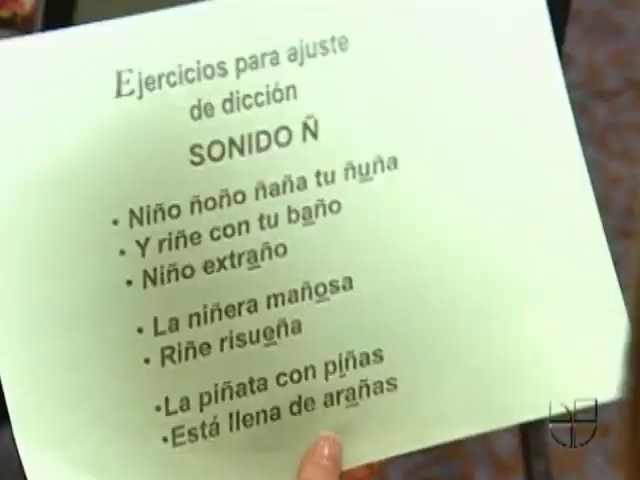 Ejercicios para ajuste
de dicción
SONIDO Ñ
• Niño ñoño ñaña tu ñuña
• Y riñe con tu baño
• Niño extraño
• La niñera mañosa
• Riñe risueña
•La piñata con piñas
•Está llena de arañas